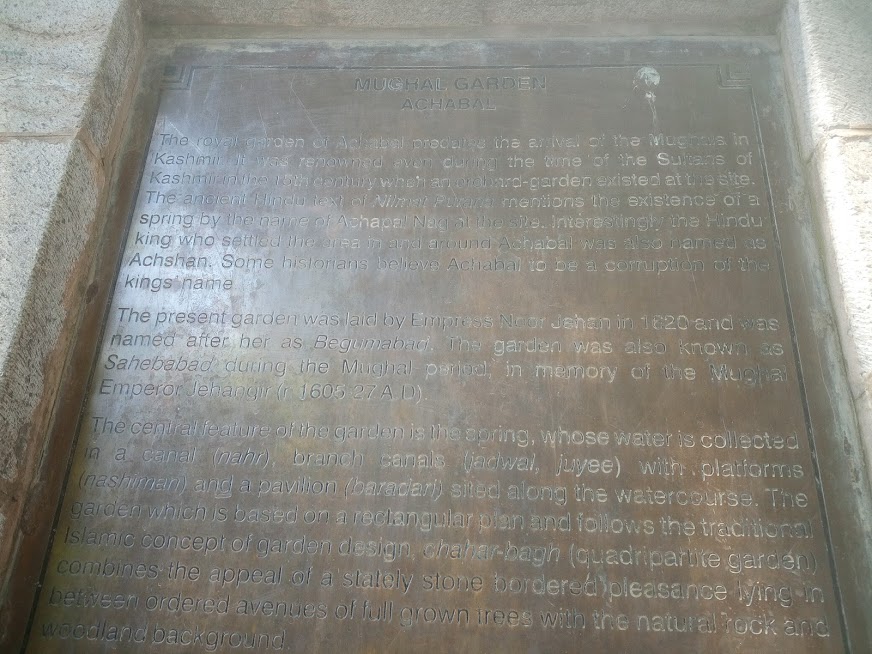 MUGHAL GARDEN
ACHABAL
The royal garden of Achabal predates the arrival of the Mughals in
Kashmir. It was renowned even during the time of the Sultans of
Kashmir in the 15th century when an orchard-garden existed at the site.
The ancient Hindu text of Nilmat Purana mentions the existence of a
spring by the name of Achapal Nag at the site. Interestingly the Hindu
king who settled the area in and around Achabal was also named as
Achshan. Some historians believe Achabal to be a corruption of the
kings' name.
The present garden was laid by Empress Noor Jehan in 1620 and was
named after her as Begumabad. The garden was also known as
Sahebabad during the Mughal period, in memory of the Mughal
Emperor Jehangir (r. 1605-27 A.D).
The central feature of the garden is the spring, whose water is collected
in a canal (nahr), branch canals (jadwal, juyee) with platforms
(nashiman) and a pavilion (baradari) sited along the watercourse. The
garden which is based on a rectangular plan and follows the traditional
Islamic concept of garden design, chahar-bagh (quadripartite garden)
combines the appeal of a stately stone bordered pleasance lying in
between ordered avenues of full grown trees with the natural rock and
woodland background.